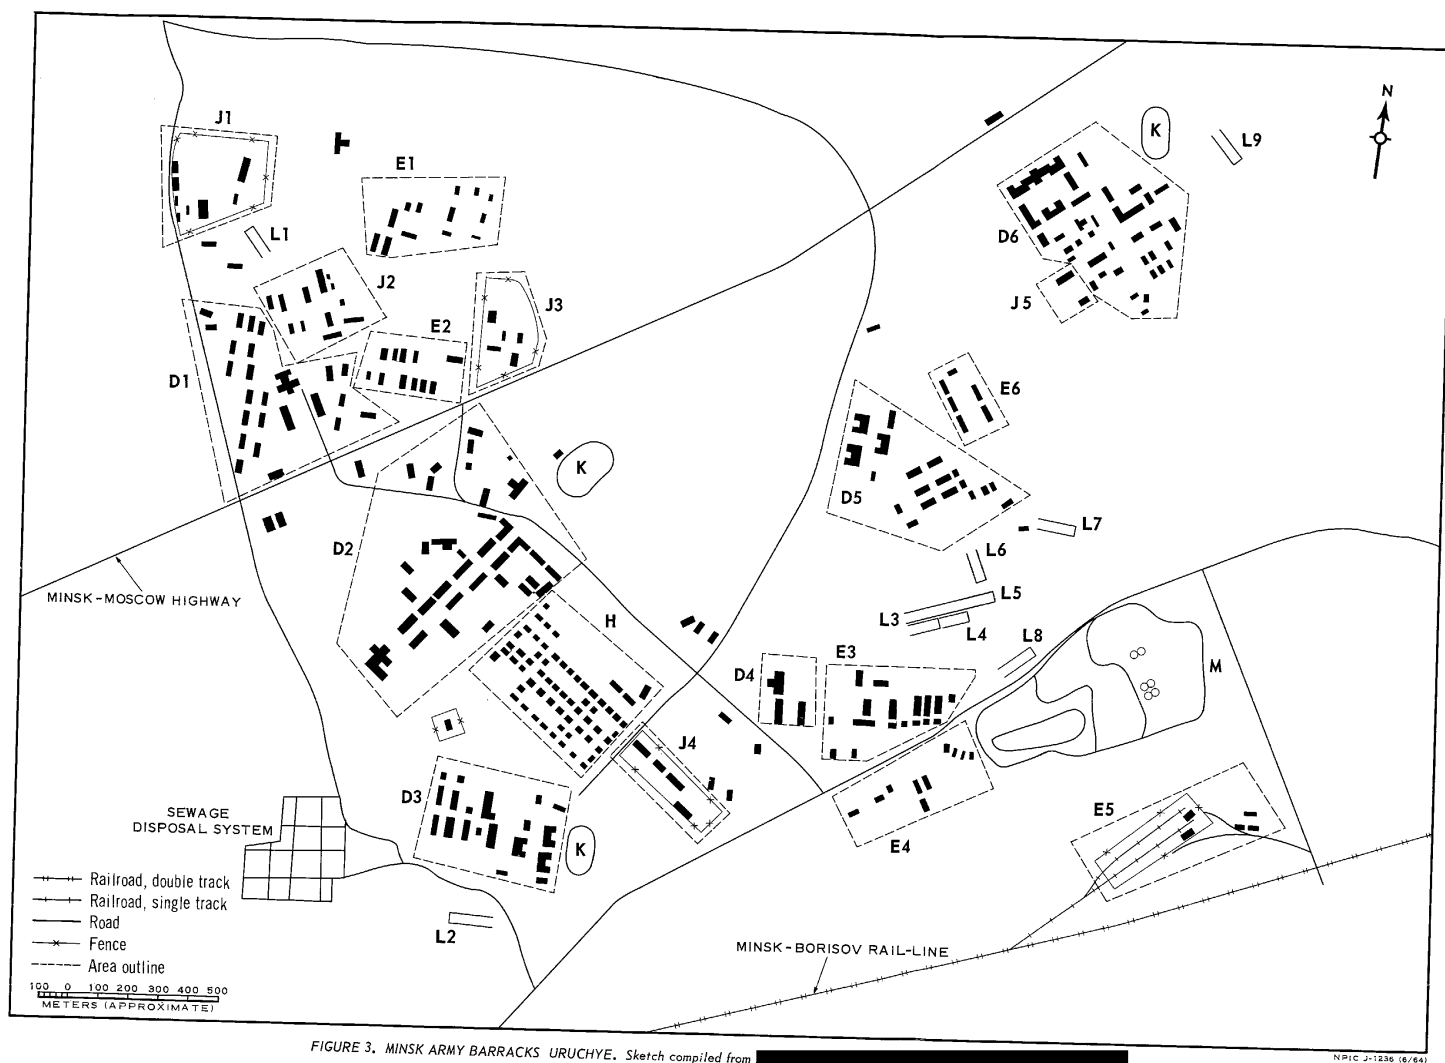 N
J1
K
L9
E1
L1
D6
J2
J5
J3
E2
D1
E6
K
D5
L7
D2
L6
MINSK-MOSCOW HIGHWAY
L5
H
L3
L4
L8
E3
D4
M
J4
D3
SEWAGE
DISPOSAL SYSTEM
E5
E4
K
Railroad, double track
Railroad, single track
Road
Fence
Area outline
L2
MINSK-BORISOV RAIL-LINE
100 0 100 200 300 400 500
METERS (APPROXIMATE)
FIGURE 3. MINSK ARMY BARRACKS URUCHYE. Sketch compiled from
NPIC J-1236 (6/64)